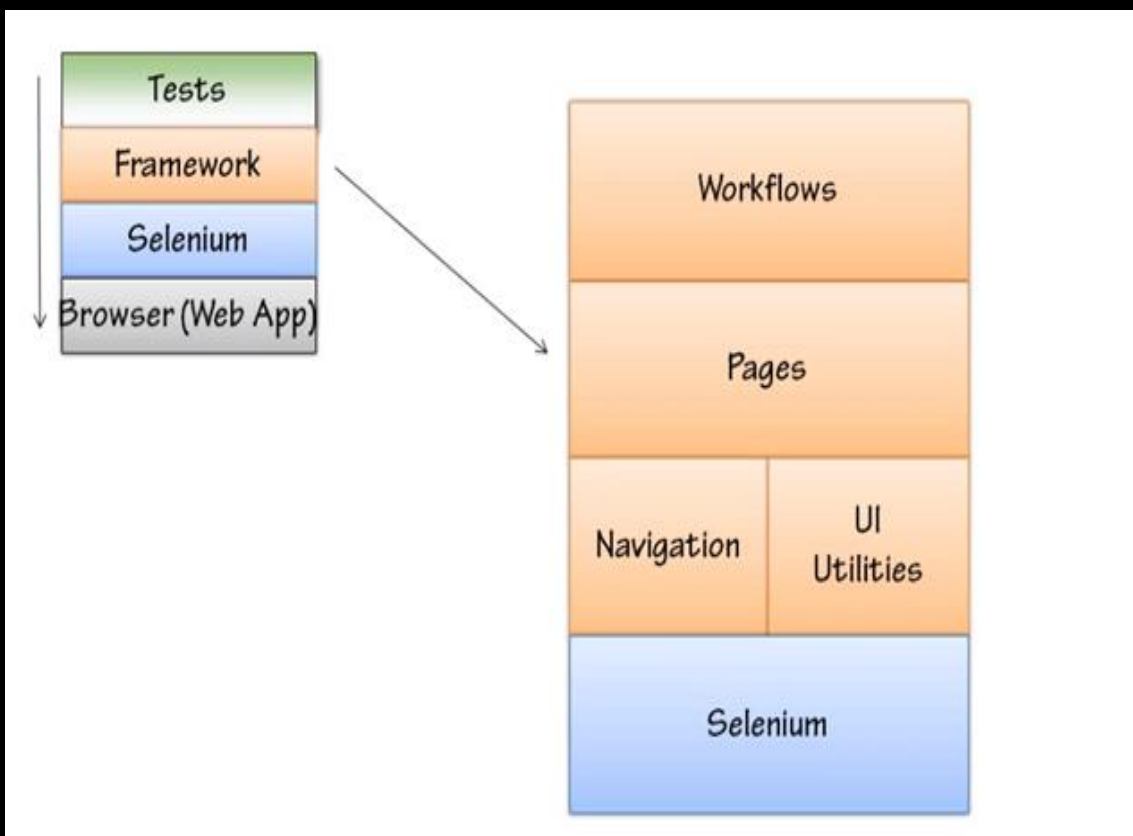 Tests
Framework
Selenium
Browser (Web App)
Workflows
Pages
Navigation
UI
Utilities
Selenium